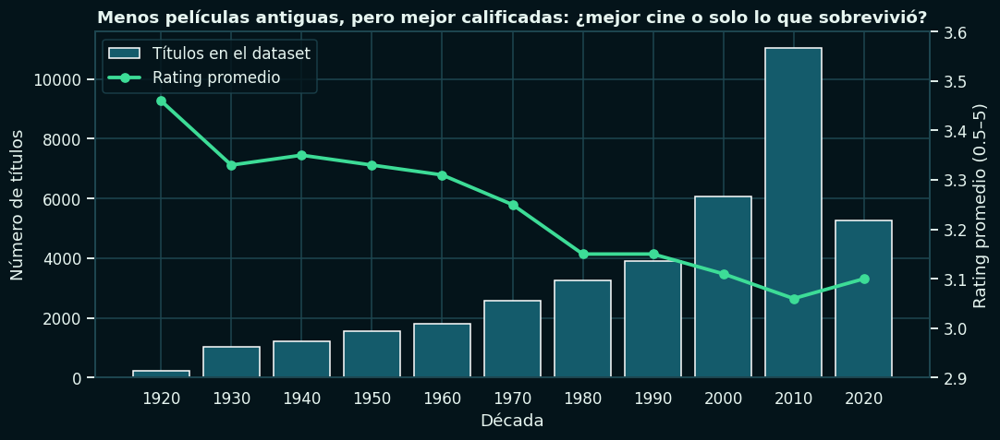 Menos películas antiguas, pero mejor calificadas: ¿mejor cine o solo lo que sobrevivió?
Títulos en el dataset
Rating promedio
Número de títulos
10000
8000
6000
4000
2000
0
3.6
3.5
3.4
3.3
3.2
3.1
3.0
2.9
Rating promedio (0.5–5)
1920 1930 1940 1950 1960 1970 1980 1990 2000 2010 2020
Década